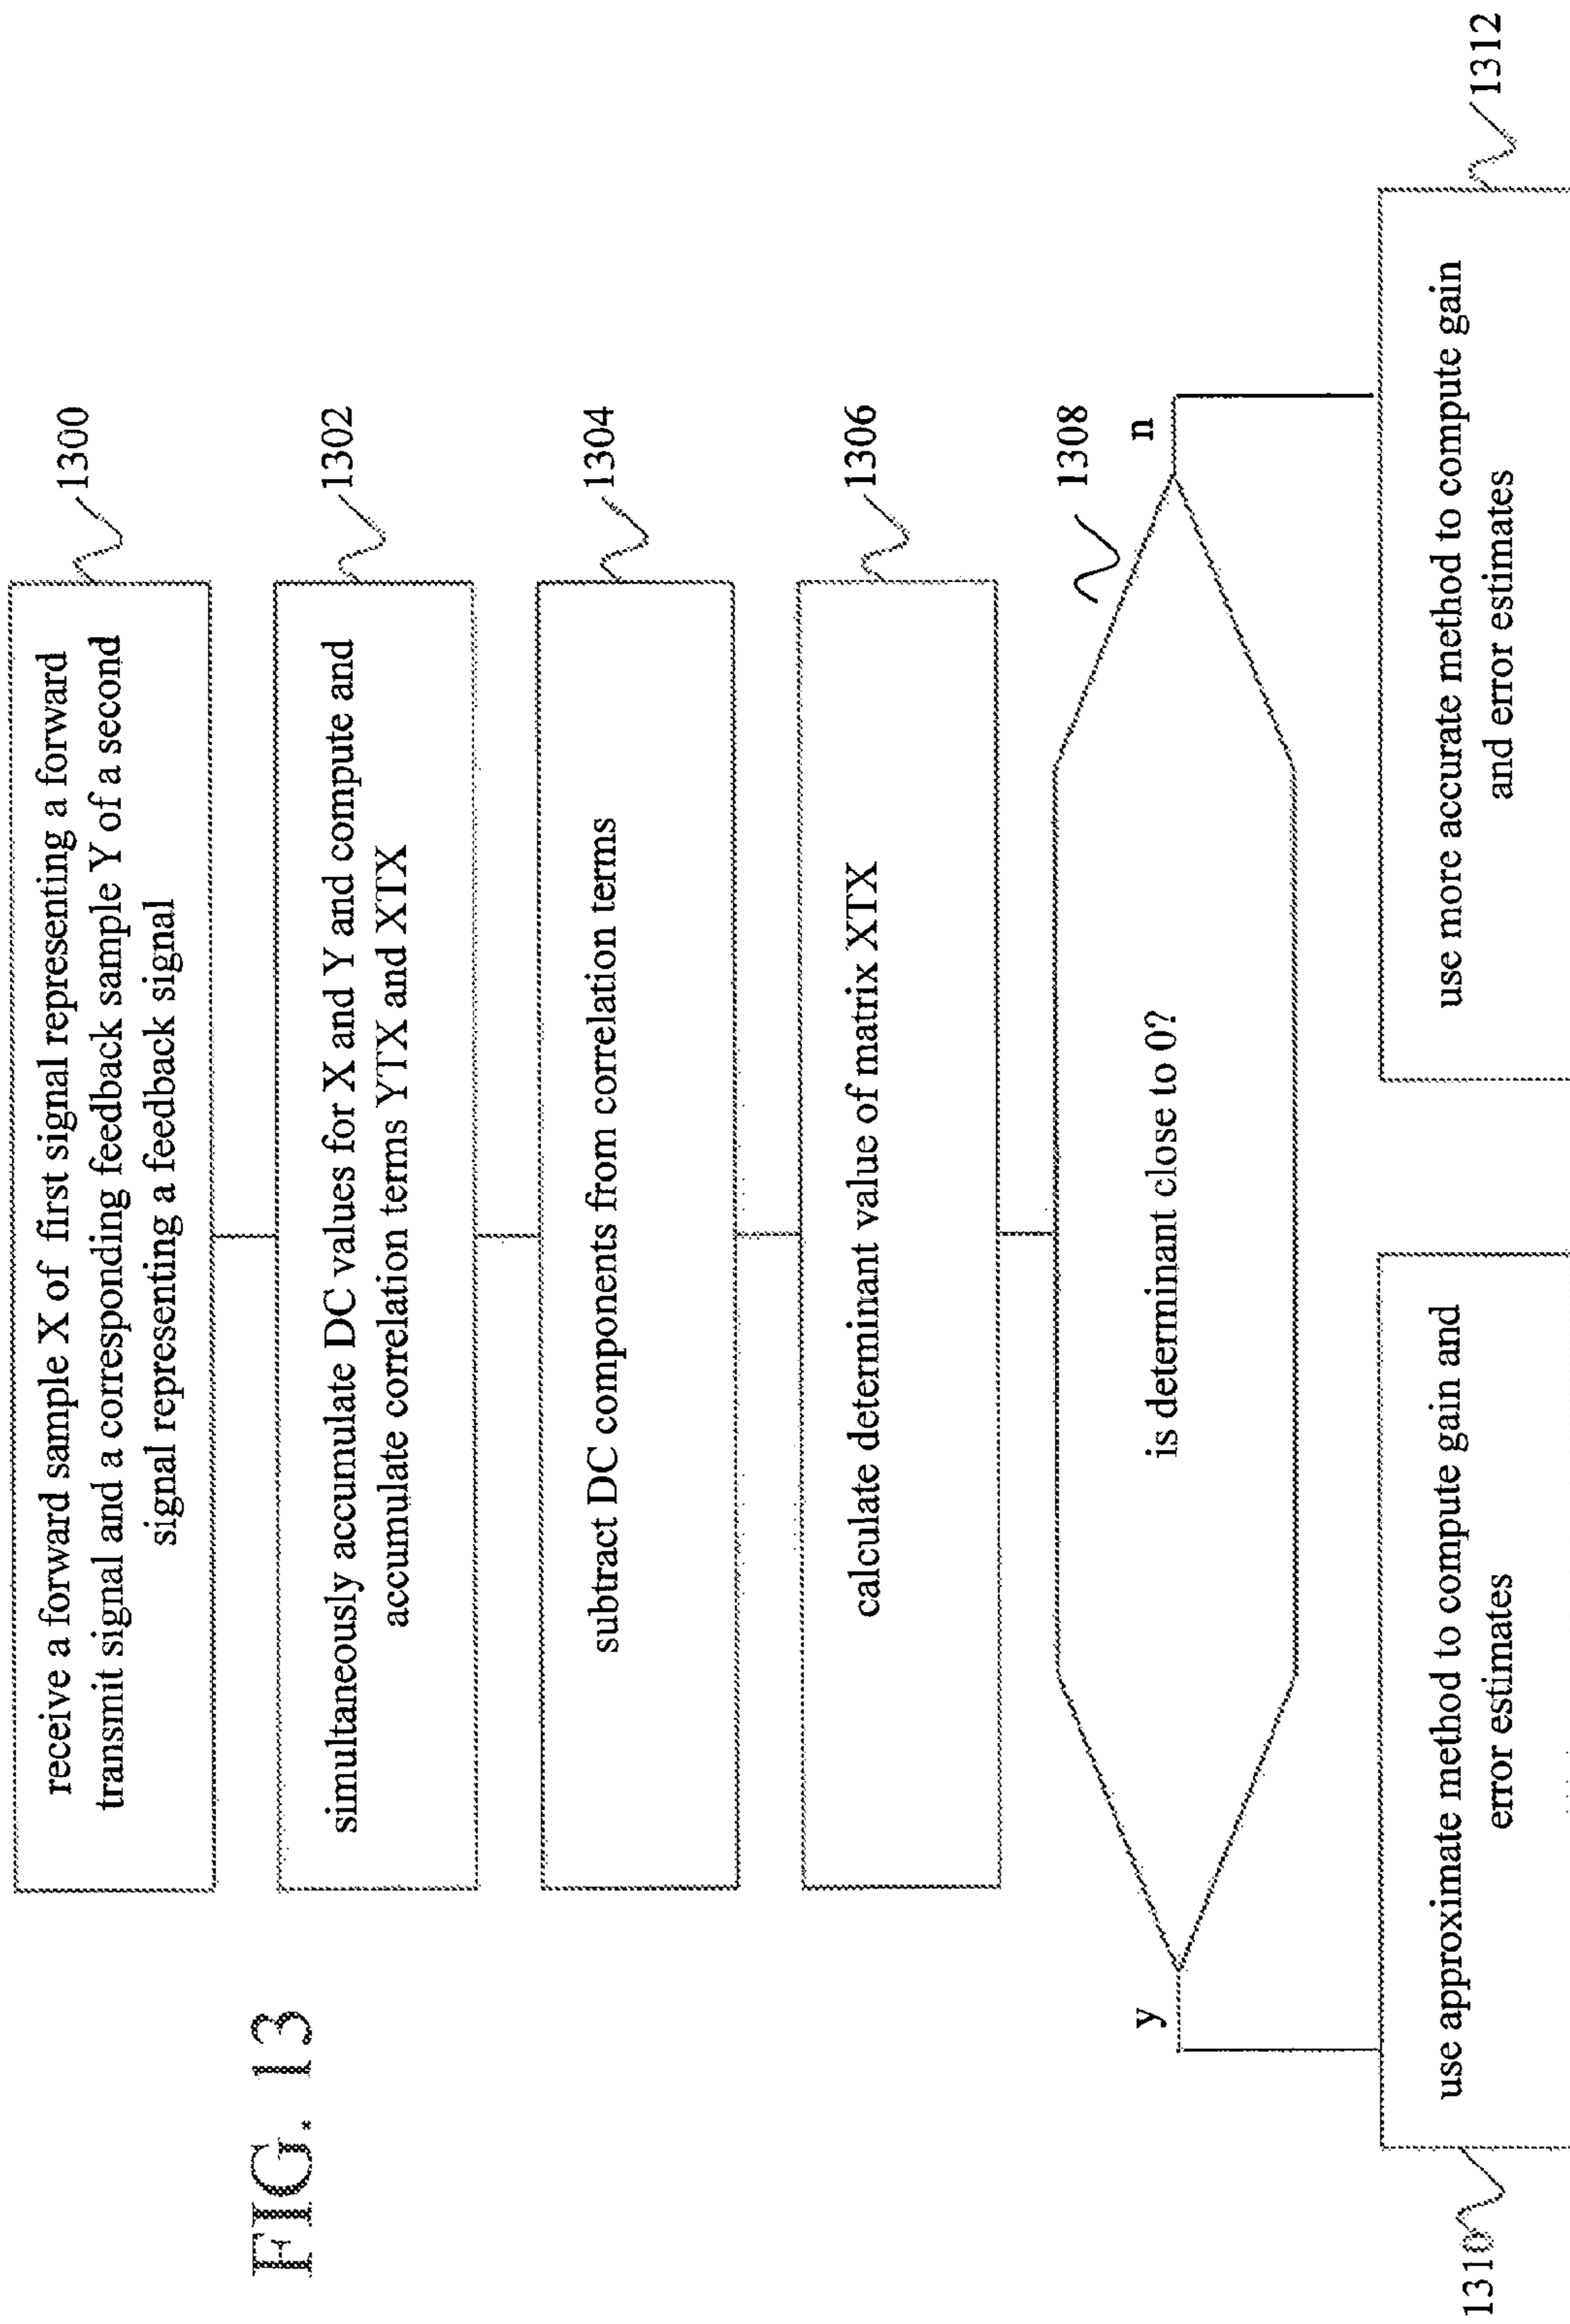 FIG. 13
receive a forward sample X of first signal representing a forward
transmit signal and a corresponding feedback sample Y of a second
signal representing a feedback signal
1300
simultaneously accumulate DC values for X and Y and compute and
accumulate correlation terms YTX and XTX
1302
subtract DC components from correlation terms
1304
calculate determinant value of matrix XTX
1306
is determinant close to 0?
1308
y
n
use approximate method to compute gain and
error estimates
1310
use more accurate method to compute gain
and error estimates
1312